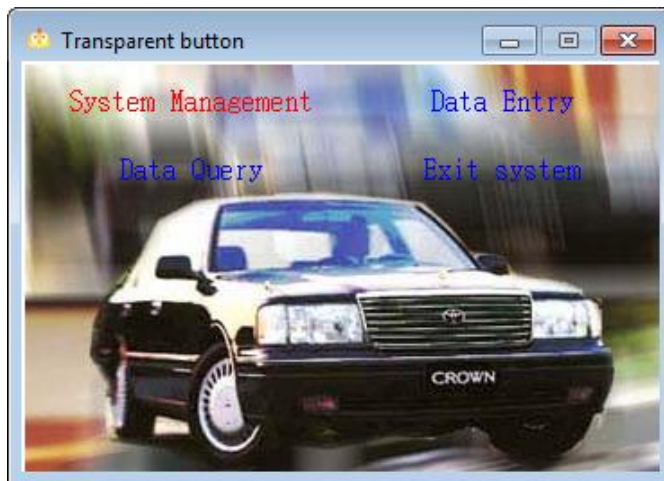 Transparent button
System Management Data Entry
Data Query Exit system
CROWN